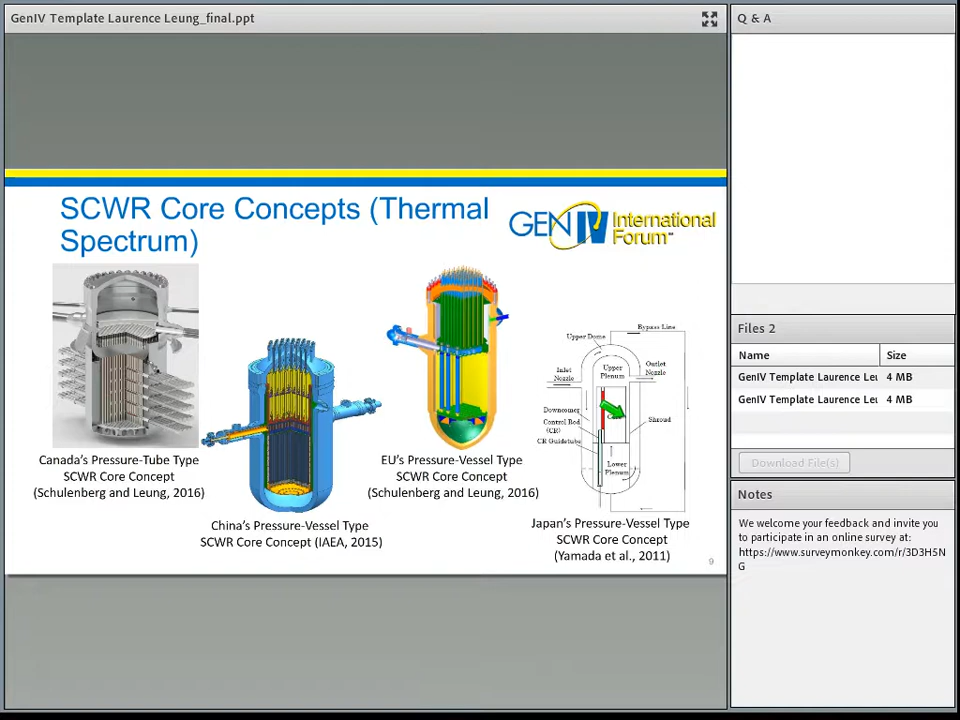 GenIV Template Laurence Leung_final.ppt
SCWR Core Concepts (Thermal
Spectrum)
GEN IV International
Forum™
Canada's Pressure-Tube Type
SCWR Core Concept
(Schulenberg and Leung, 2016)
China's Pressure-Vessel Type
SCWR Core Concept (IAEA, 2015)
EU's Pressure-Vessel Type
SCWR Core Concept
(Schulenberg and Leung, 2016)
Bypass Line
Upper Dome
Upper
Plenum
Outlet
Nozzle
Inlet
Nozzle
Downcomer
Control Rod
(CR)
CR Guidetube
Shroud
Lower
Plenum
Japan's Pressure-Vessel Type
SCWR Core Concept
(Yamada et al., 2011)
9
Q & A
Files 2
Name Size
GenIV Template Laurence Leu 4 MB
GenIV Template Laurence Leu 4 MB
Download File(s)
Notes
We welcome your feedback and invite you
to participate in an online survey at:
https://www.surveymonkey.com/r/3D3H5N
G